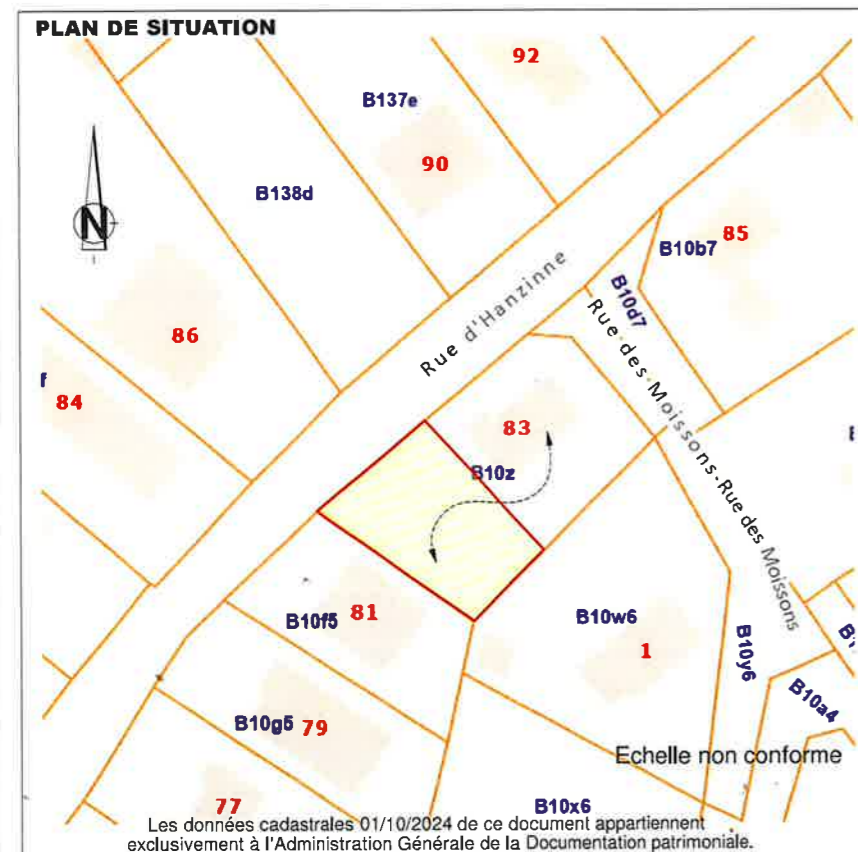 PLAN DE SITUATION
92
B137e
90
B138d
N
85
B10b7
Rue d'Hanzinne
B10d7
86
Rue des Moissons-Rue des Moissons
f
84
83
B10z
B10f5
81
B10w6
1
B10y6
B10a4
B10g5
79
Echelle non conforme
77
B10x6
Les données cadastrales 01/10/2024 de ce document appartiennent
exclusivement à l'Administration Générale de la Documentation patrimoniale.